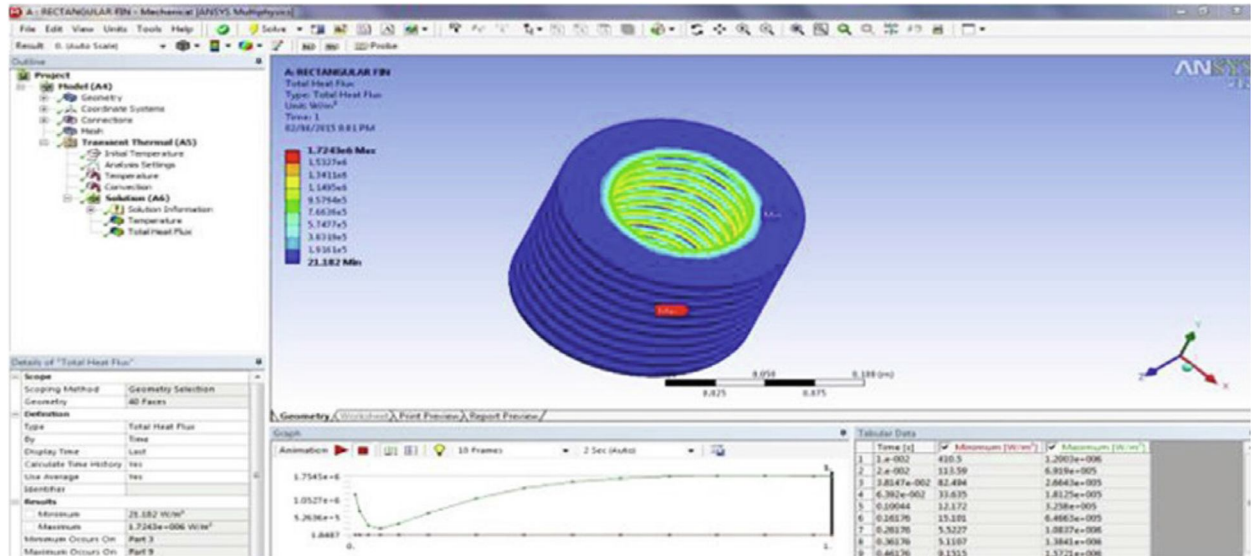 A : RECTANGULAR FIN - Mechanical [ANSYS Multiphysics]
File Edit View Units Tools Help Solve
Result 0. (Auto Scale) Probe
Outline
Project
Model (A4)
Geometry
Coordinate Systems
Connections
Mesh
Transient Thermal (A5)
Initial Temperature
Analysis Settings
Temperature
Convection
Solution (A6)
Solution Information
Temperature
Total Heat Flux
A: RECTANGULAR FIN
Total Heat Flux
Type: Total Heat Flux
Unit: W/m²
Time: 1
8:01 PM
1.7243e6 Max
1.5327e6
1.3411e6
1.1495e6
9.5794e5
7.6636e5
5.7477e5
3.8319e5
1.9161e5
21.182 Min
ANSYS
Min
Max
0.050 0.100 (m)
0.025 0.075
Y
Z X
Geometry Worksheet Print Preview Report Preview
Details of "Total Heat Flux"
Scope
Scoping Method Geometry Selection
Geometry 40 Faces
Definition
Type Total Heat Flux
By Time
Display Time Last
Calculate Time History Yes
Use Average Yes
Identifier
Results
Minimum 21.182 W/m²
Maximum 1.7243e+006 W/m²
Minimum Occurs On Part 3
Maximum Occurs On Part 9
Graph
Animation 10 Frames 2 Sec (Auto)
1.7545e+6
1.0527e+6
5.2636e+5
1.8487
0. 1.
Tabular Data
Time [s] Minimum [W/m²] Maximum [W/m²]
1 1.e-002 410.5 1.2003e+006
2 2.e-002 113.59 6.919e+005
3 3.8147e-002 82.494 2.6643e+005
4 6.392e-002 33.635 1.8125e+005
5 0.10044 12.172 3.258e+005
6 0.16176 15.101 6.4663e+005
7 0.26176 5.5227 1.0837e+006
8 0.36176 5.1107 1.3841e+006
9 0.46176 9.1515 1.5721e+006